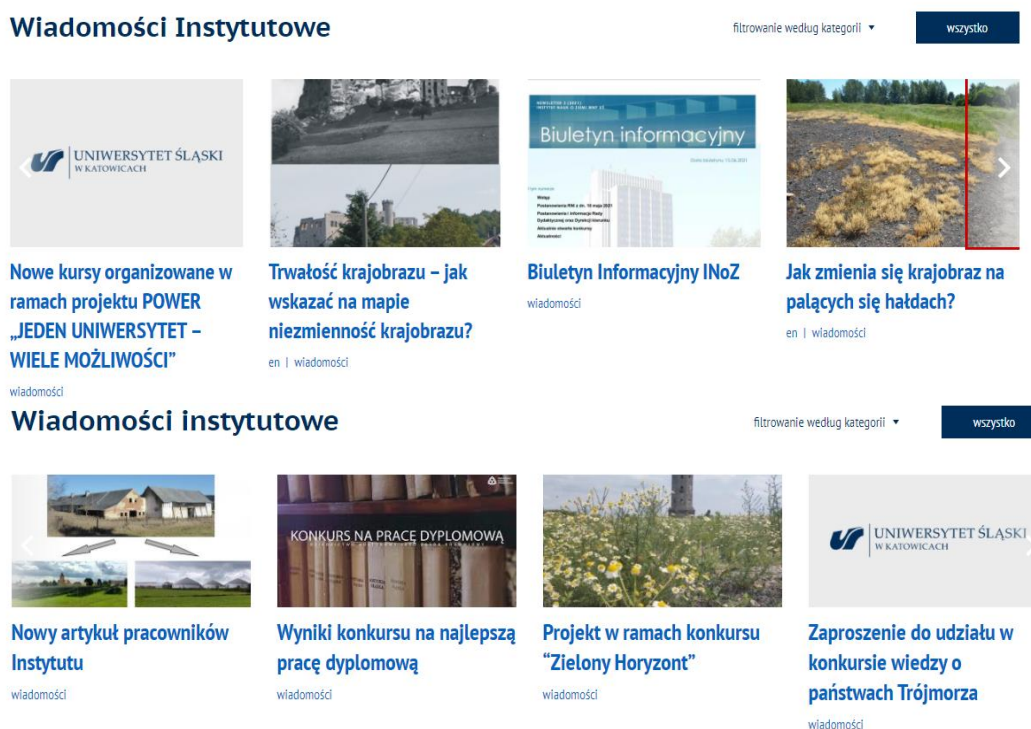 Wiadomości Instytutowe
filtrowanie według kategorii
wszystko
UNIWERSYTET ŚLĄSKI
W KATOWICACH
Biuletyn informacyjny
Nowe kursy organizowane w
ramach projektu POWER
„JEDEN UNIWERSYTET –
WIELE MOŻLIWOŚCI”
wiadomości
Trwałość krajobrazu – jak
wskazać na mapie
niezmienność krajobrazu?
en | wiadomości
Biuletyn Informacyjny INoZ
wiadomości
Jak zmienia się krajobraz na
palących się hałdach?
en | wiadomości
Wiadomości instytutowe
filtrowanie według kategorii
wszystko
KONKURS NA PRACĘ DYPLOMOWĄ
UNIWERSYTET ŚLĄSKI
W KATOWICACH
Nowy artykuł pracowników
Instytutu
wiadomości
Wyniki konkursu na najlepszą
pracę dyplomową
wiadomości
Projekt w ramach konkursu
“Zielony Horyzont”
wiadomości
Zaproszenie do udziału w
konkursie wiedzy o
państwach Trójmorza
wiadomości